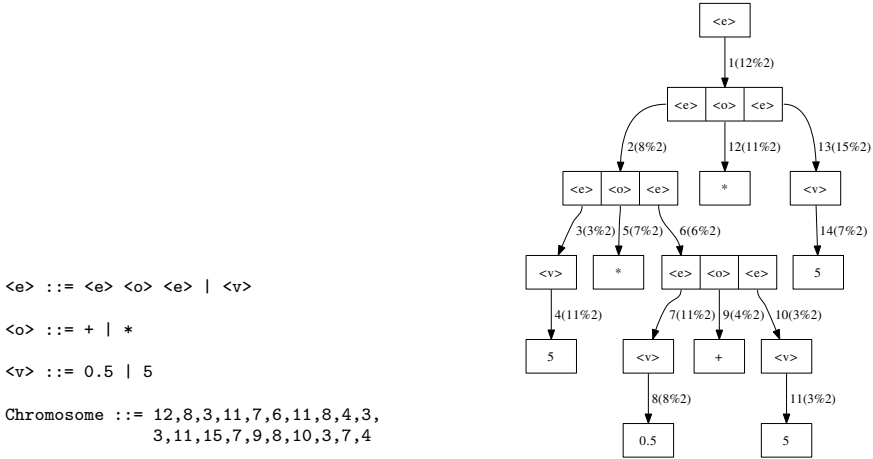 <e> ::= <e> <o> <e> | <v>
<o> ::= + | *
<v> ::= 0.5 | 5
Chromosome ::= 12,8,3,11,7,6,11,8,4,3,
3,11,15,7,9,8,10,3,7,4
<e>
1(12%2)
<e> <o> <e>
2(8%2) 12(11%2) 13(15%2)
<e> <o> <e> * <v>
3(3%2) 5(7%2) 6(6%2) 14(7%2)
<v> * <e> <o> <e> 5
4(11%2) 7(11%2) 9(4%2) 10(3%2)
5 <v> + <v>
8(8%2) 11(3%2)
0.5 5